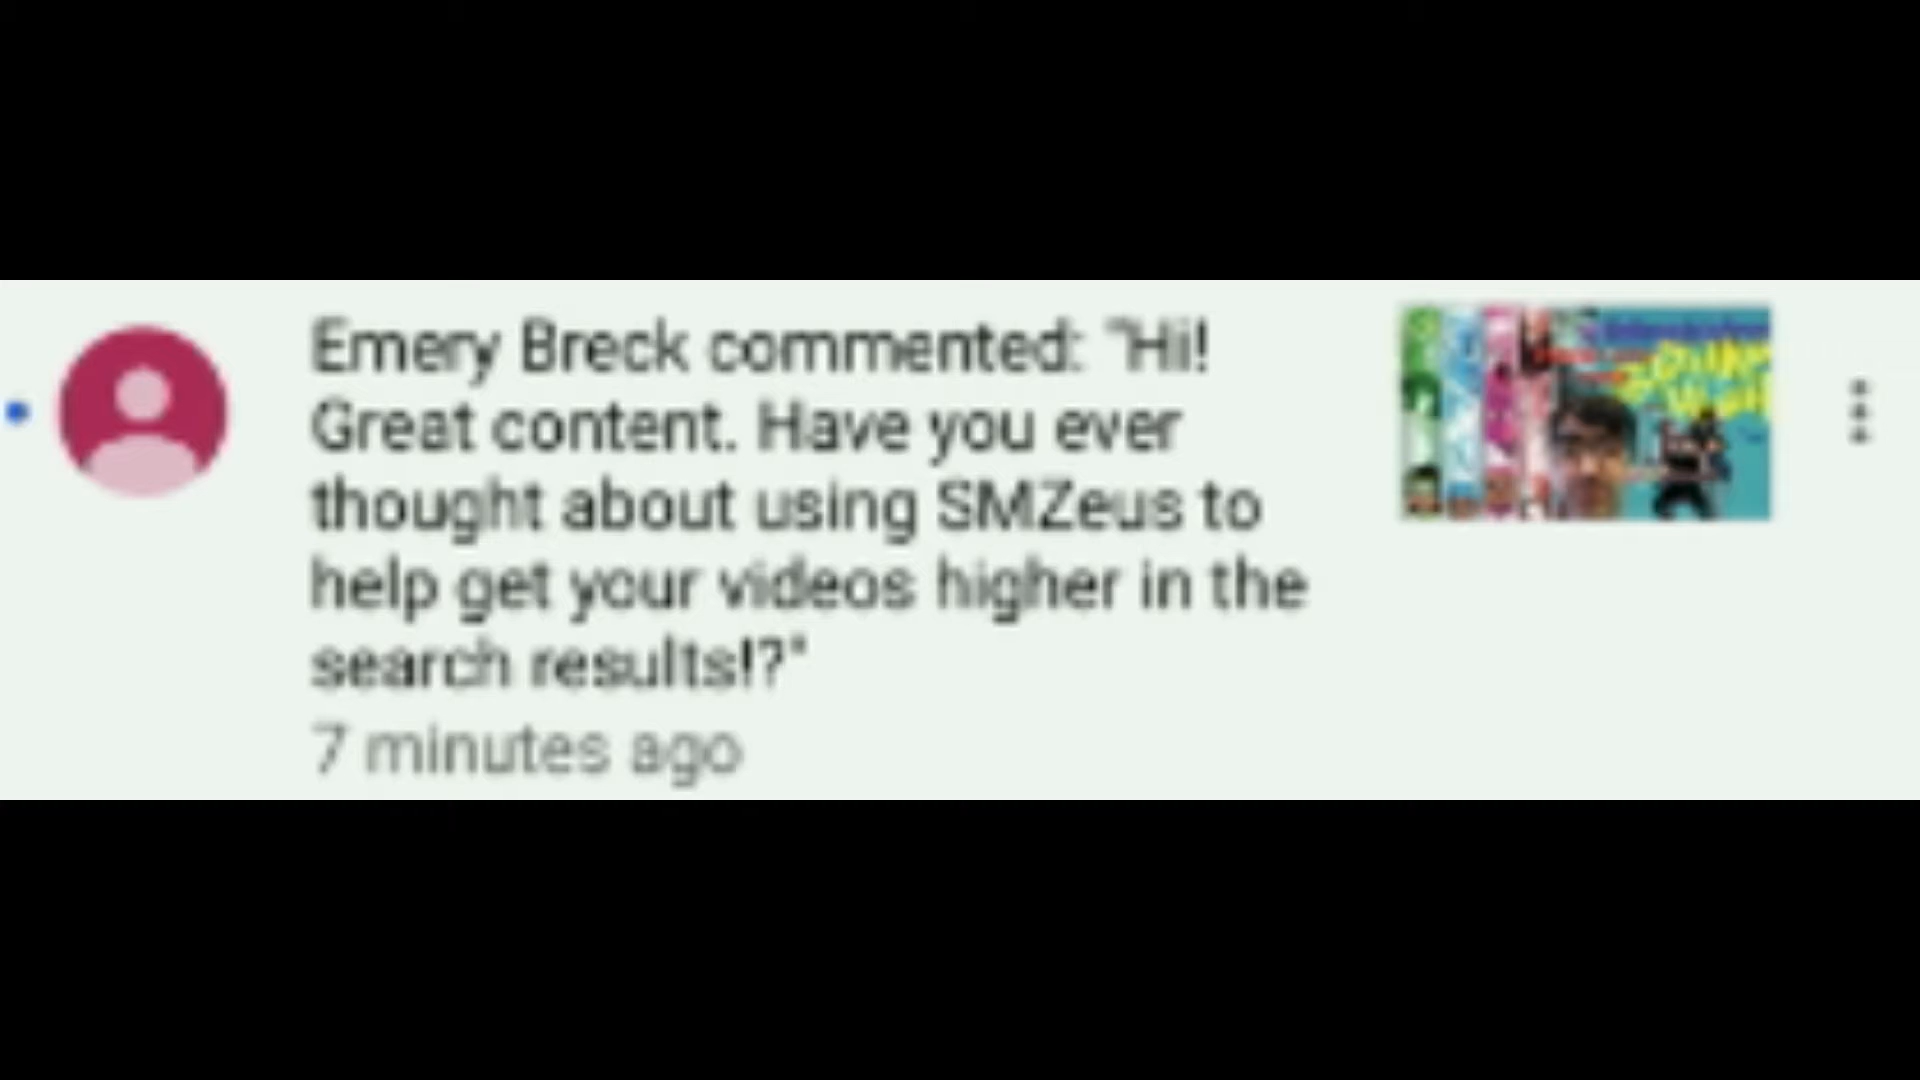 Emery Breck commented: "Hi!
Great content. Have you ever
thought about using SMZeus to
help get your videos higher in the
search results!?"
7 minutes ago